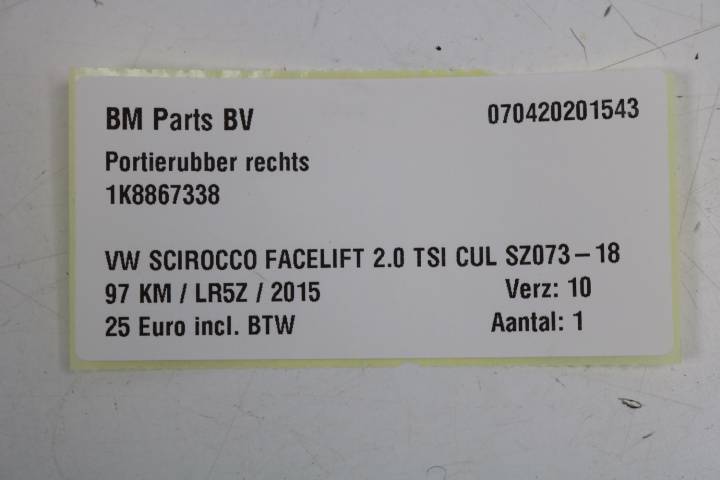 BM Parts BV 070420201543
Portierubber rechts
1K8867338
VW SCIROCCO FACELIFT 2.0 TSI CUL SZ073-18
97 KM / LR5Z / 2015 Verz: 10
25 Euro incl. BTW Aantal: 1